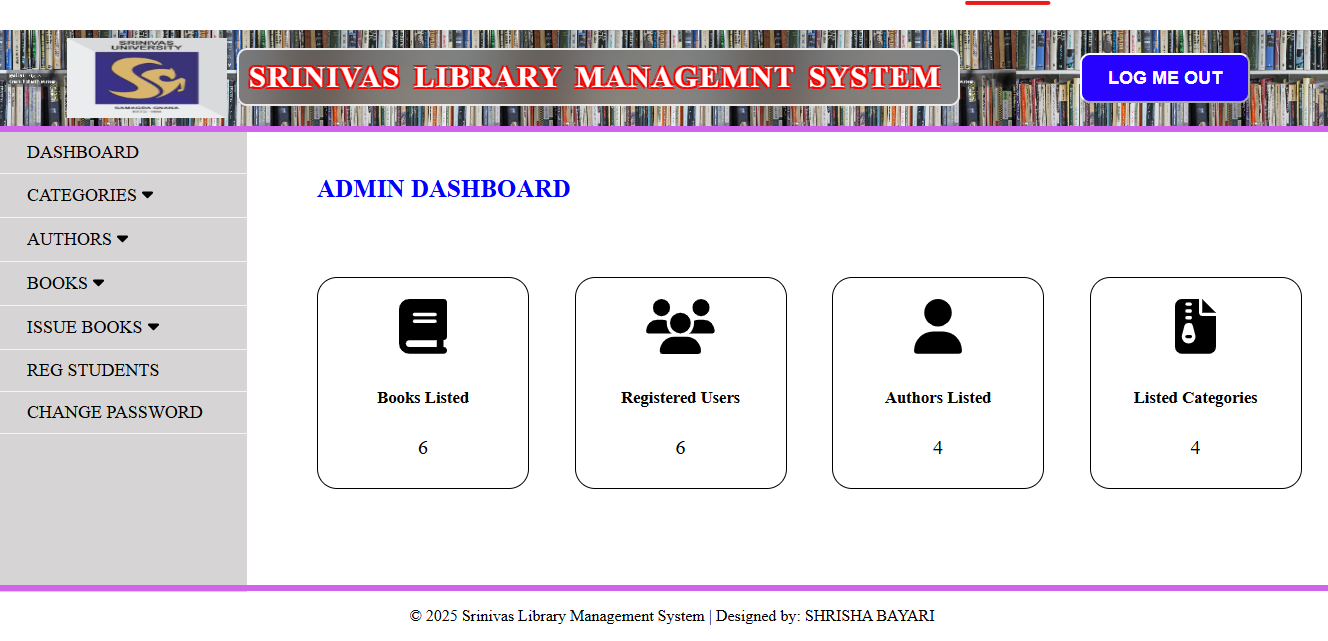 SRINIVAS
UNIVERSITY
SAMAGRA GNANA
SRINIVAS LIBRARY MANAGEMNT SYSTEM
LOG ME OUT
DASHBOARD
CATEGORIES
AUTHORS
BOOKS
ISSUE BOOKS
REG STUDENTS
CHANGE PASSWORD
ADMIN DASHBOARD
Books Listed
6
Registered Users
6
Authors Listed
4
Listed Categories
4
© 2025 Srinivas Library Management System | Designed by: SHRISHA BAYARI